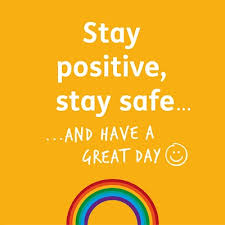 Stay
positive,
stay safe...
...AND HAVE A
GREAT DAY